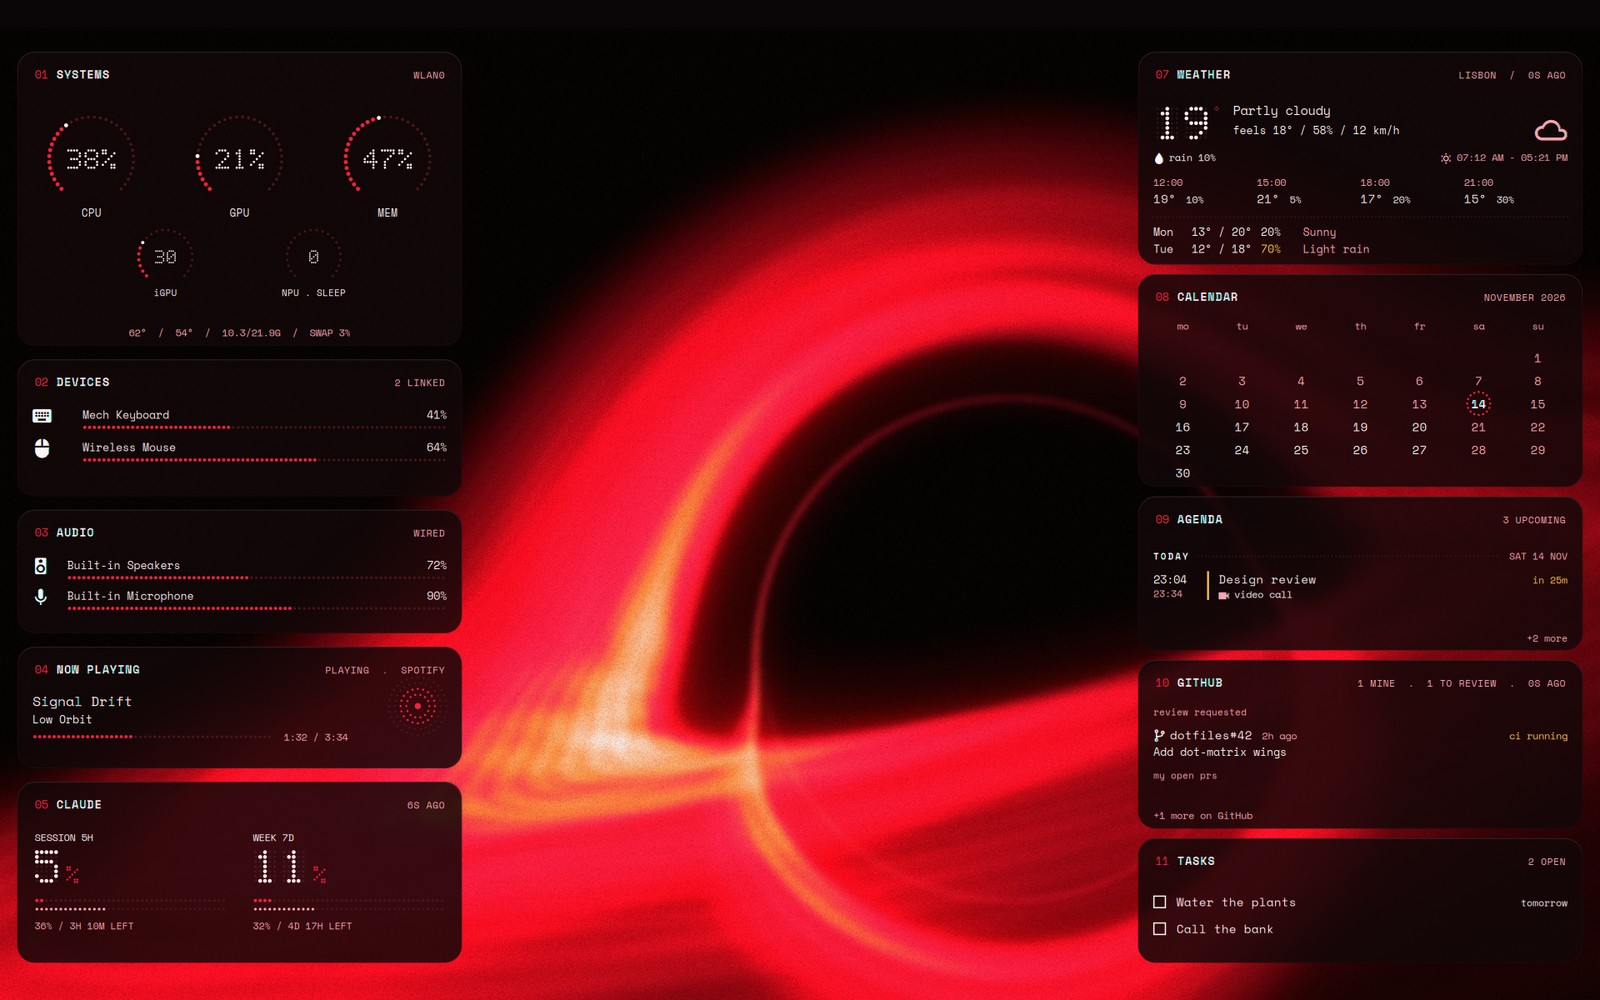 01 SYSTEMS WLAN0
38% 21% 47%
CPU GPU MEM
30 0
iGPU NPU . SLEEP
62° / 54° / 10.3/21.9G / SWAP 3%
02 DEVICES 2 LINKED
Mech Keyboard 41%
Wireless Mouse 64%
03 AUDIO WIRED
Built-in Speakers 72%
Built-in Microphone 90%
04 NOW PLAYING PLAYING . SPOTIFY
Signal Drift
Low Orbit
1:32 / 3:34
05 CLAUDE 6S AGO
SESSION 5H WEEK 7D
5% 11%
36% / 3H 10M LEFT 32% / 4D 17H LEFT
07 WEATHER LISBON / 0S AGO
19° Partly cloudy
feels 18° / 58% / 12 km/h
rain 10% 07:12 AM - 05:21 PM
12:00 15:00 18:00 21:00
19° 10% 21° 5% 17° 20% 15° 30%
Mon 13° / 20° 20% Sunny
Tue 12° / 18° 70% Light rain
08 CALENDAR NOVEMBER 2026
mo tu we th fr sa su
1
2 3 4 5 6 7 8
9 10 11 12 13 14 15
16 17 18 19 20 21 22
23 24 25 26 27 28 29
30
09 AGENDA 3 UPCOMING
TODAY SAT 14 NOV
23:04 Design review in 25m
23:34 video call
+2 more
10 GITHUB 1 MINE . 1 TO REVIEW . 0S AGO
review requested
dotfiles#42 2h ago ci running
Add dot-matrix wings
my open prs
+1 more on GitHub
11 TASKS 2 OPEN
Water the plants tomorrow
Call the bank